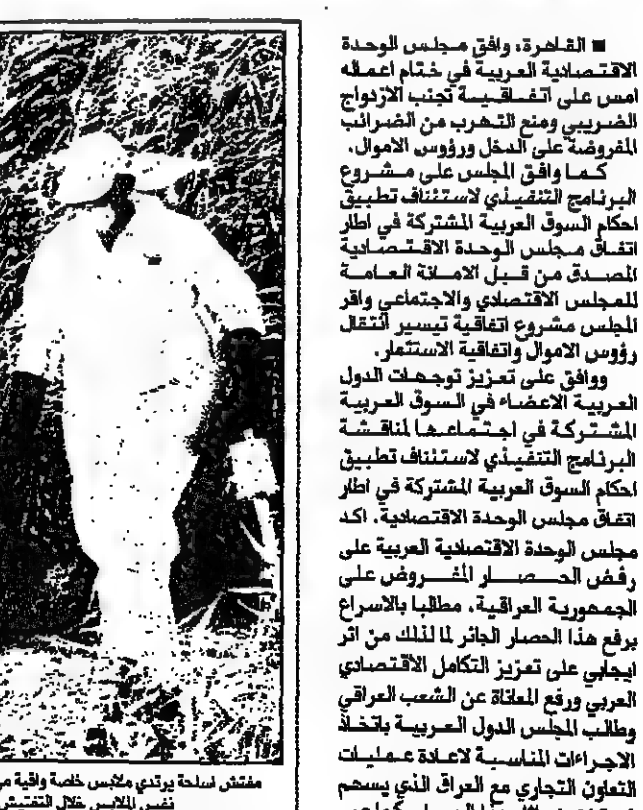 ■ القاهرة، وافق مجلس الوحدة
الاقتصادية العربية في ختام اعماله
امس على اتفاقية تجنب الازدواج
الضريبي ومنع التهرب من الضرائب
المفروضة على الدخل ورؤوس الاموال.
كما وافق المجلس على مشروع
البرنامج التنفيذي لاستئناف تطبيق
احكام السوق العربية المشتركة في اطار
اتفاق مجلس الوحدة الاقتصادية
المصدق من قبل الامانة العامة
للمجلس الاقتصادي والاجتماعي واقر
المجلس مشروع اتفاقية تيسير انتقال
رؤوس الاموال واتفاقية الاستثمار.
ووافق على تعزيز توجهات الدول
العربية الاعضاء في السوق العربية
المشتركة في اجتماعها لمناقشة
البرنامج التنفيذي لاستئناف تطبيق
احكام السوق العربية المشتركة في اطار
اتفاق مجلس الوحدة الاقتصادية. اكد
مجلس الوحدة الاقتصادية العربية على
رفض الحصار المفروض على
الجمهورية العراقية، مطالبا بالاسراع
برفع هذا الحصار الجائر لما لذلك من اثر
ايجابي على تعزيز التكامل الاقتصادي
العربي ورفع المعاناة عن الشعب العراقي
وطالب المجلس الدول العربية باتخاذ
الاجراءات المناسبة لاعادة عمليات
التعاون التجاري مع العراق الذي يسهم
مفتش اسلحة يرتدي ملابس خاصة واقية
نفس الملابس خلال التفتيش